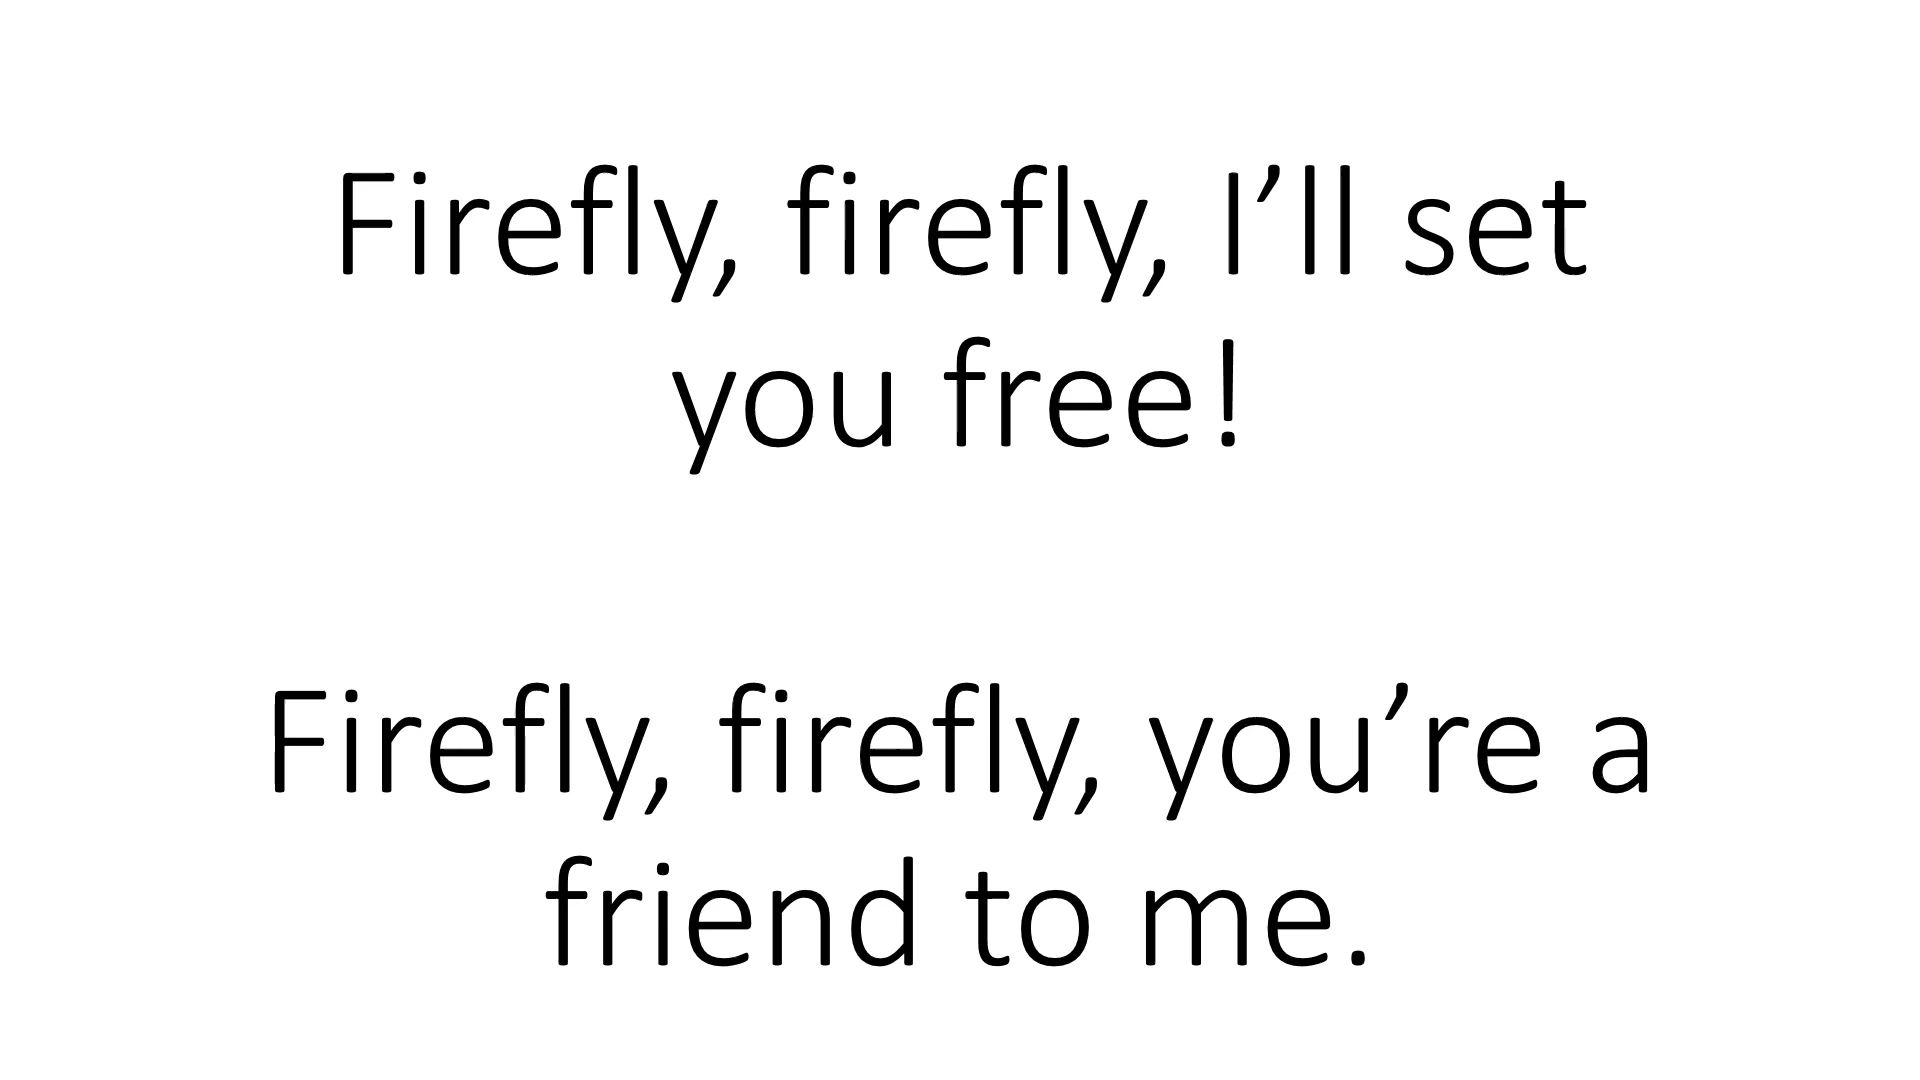 Firefly, firefly, I’ll set
you free!
Firefly, firefly, you’re a
friend to me.